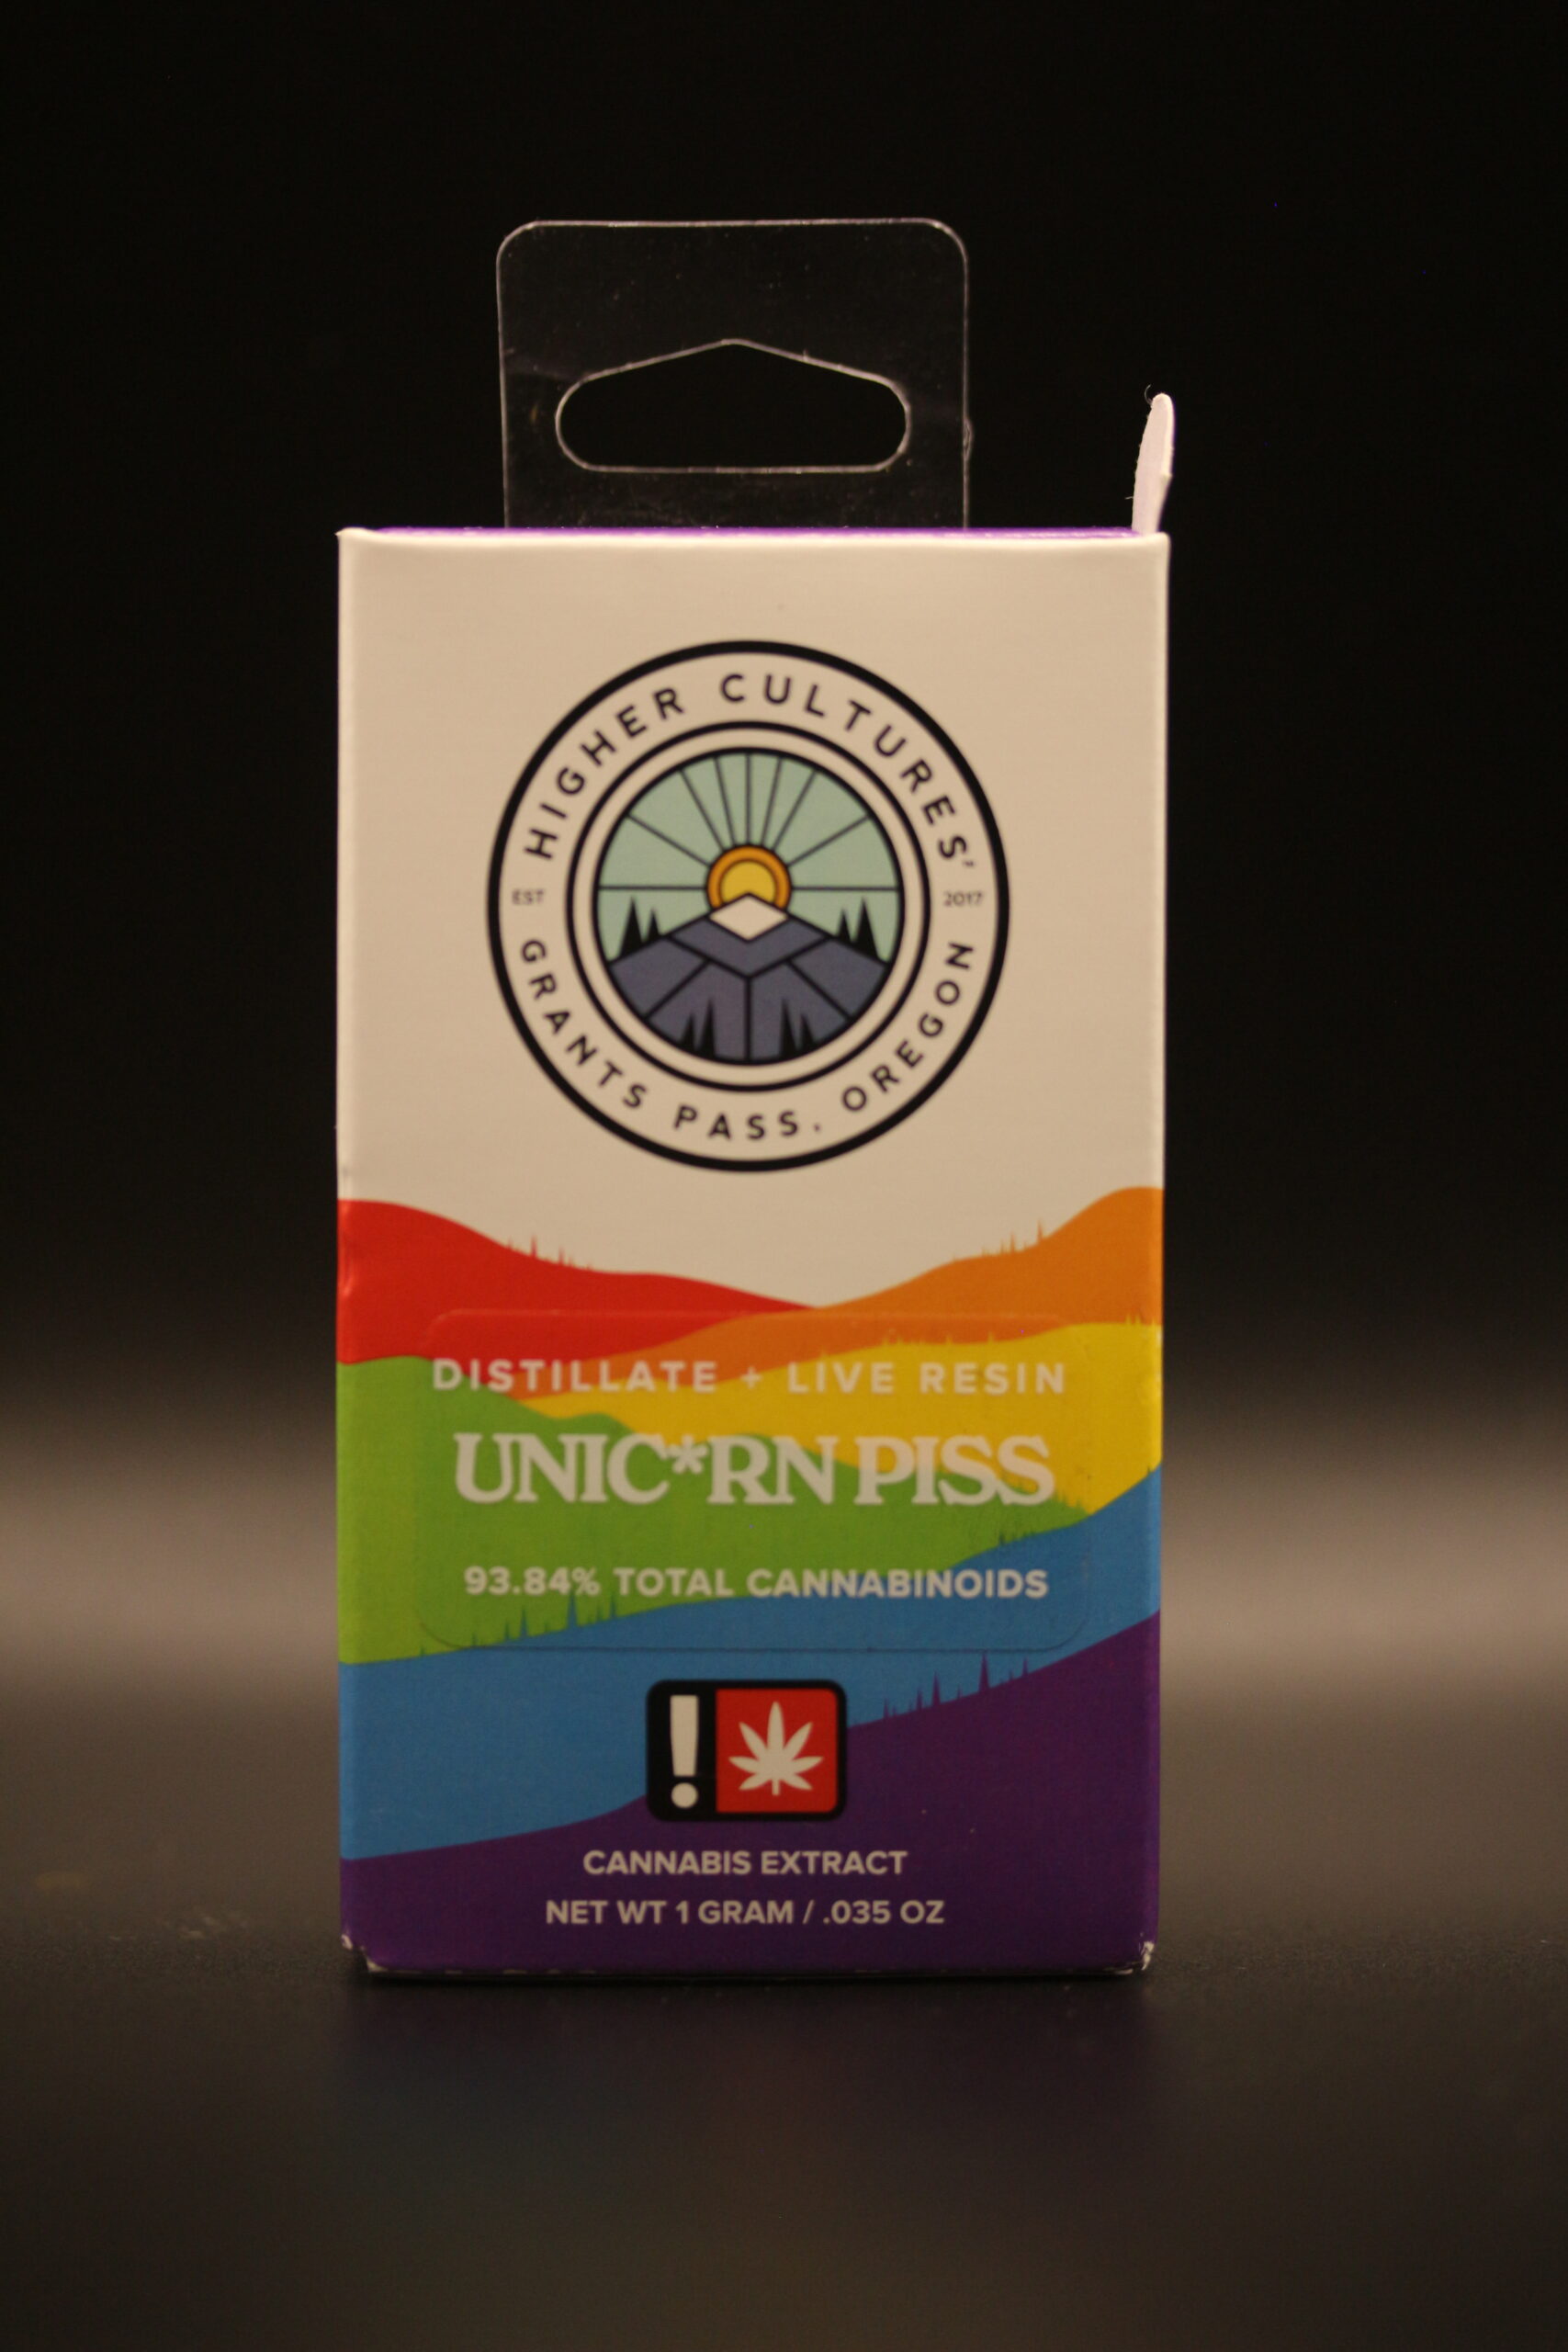 HIGHER CULTURES'
EST 2017
GRANTS PASS, OREGON
DISTILLATE + LIVE RESIN
UNIC*RN PISS
93.84% TOTAL CANNABINOIDS
!
CANNABIS EXTRACT
NET WT 1 GRAM / .035 OZ